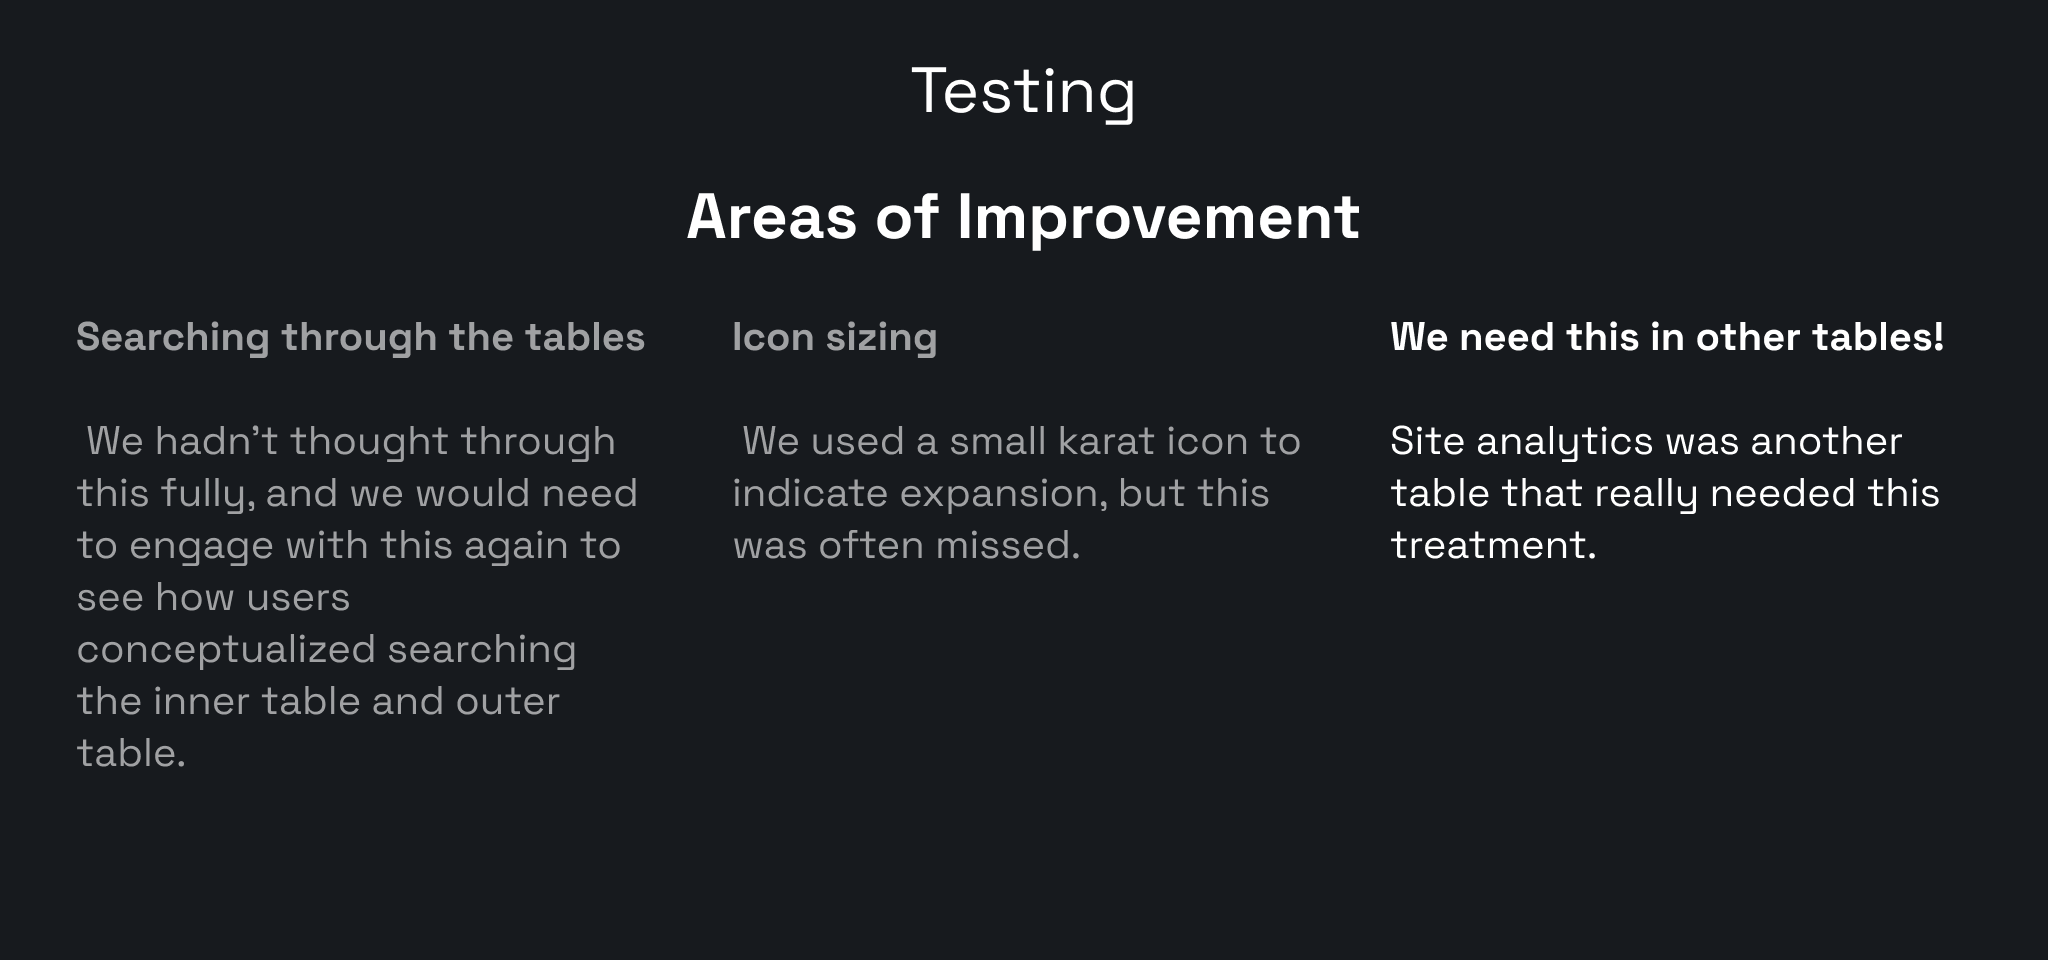 Testing
Areas of Improvement
Searching through the tables
We hadn’t thought through
this fully, and we would need
to engage with this again to
see how users
conceptualized searching
the inner table and outer
table.
Icon sizing
We used a small karat icon to
indicate expansion, but this
was often missed.
We need this in other tables!
Site analytics was another
table that really needed this
treatment.